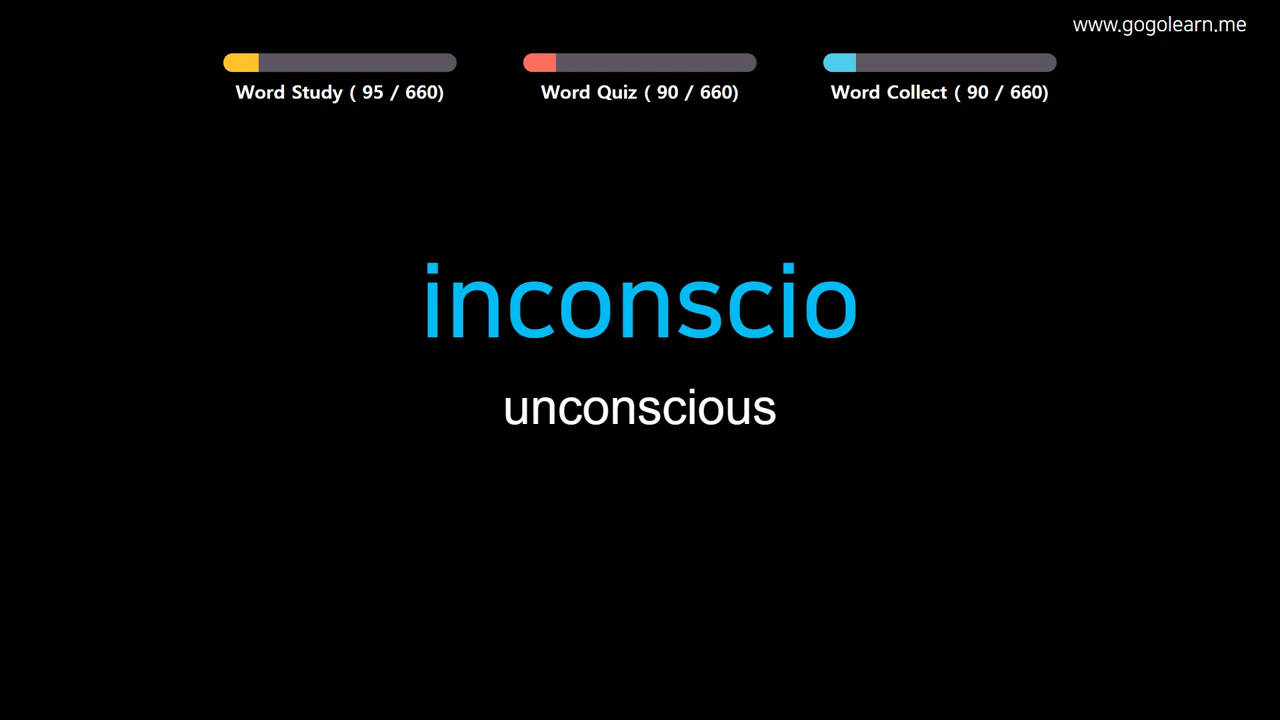 www.gogolearn.me
Word Study ( 95 / 660)
Word Quiz ( 90 / 660)
Word Collect ( 90 / 660)
inconscio
unconscious